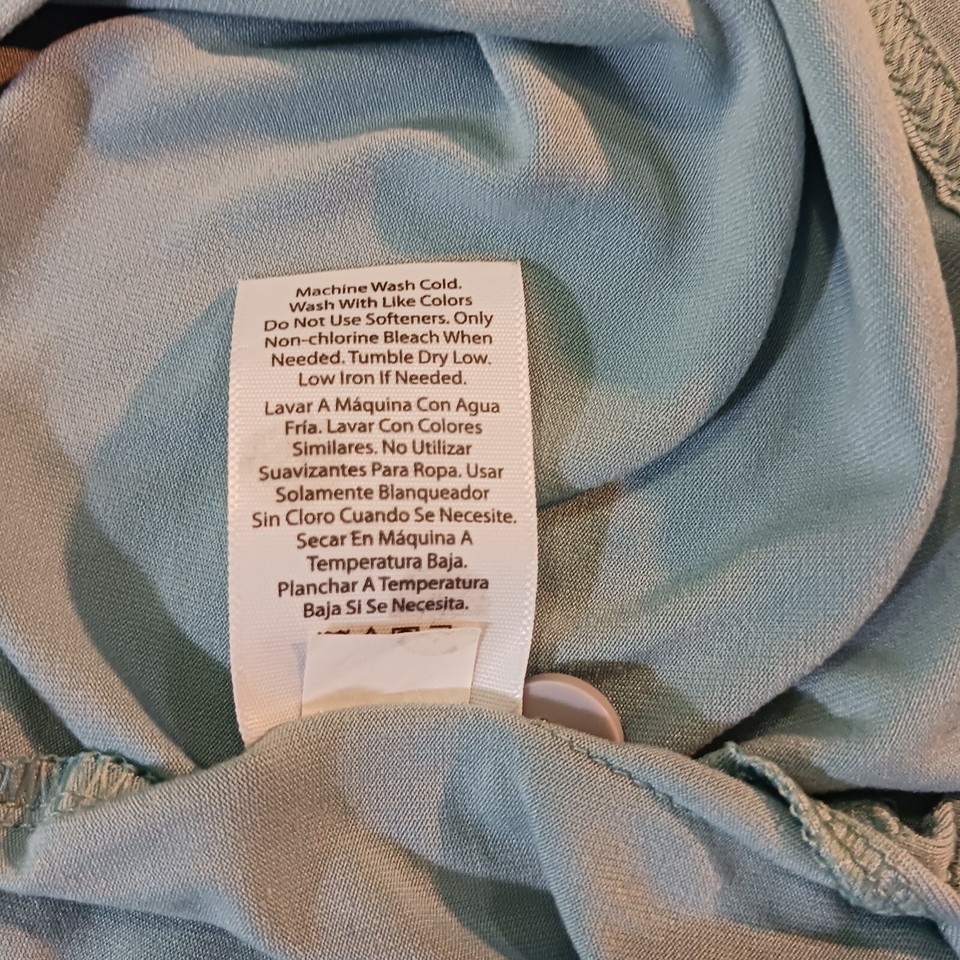 Machine Wash Cold.
Wash With Like Colors
Do Not Use Softeners. Only
Non-chlorine Bleach When
Needed. Tumble Dry Low.
Low Iron If Needed.
Lavar A Máquina Con Agua
Fría. Lavar Con Colores
Similares. No Utilizar
Suavizantes Para Ropa. Usar
Solamente Blanqueador
Sin Cloro Cuando Se Necesite.
Secar En Máquina A
Temperatura Baja.
Planchar A Temperatura
Baja Si Se Necesita.